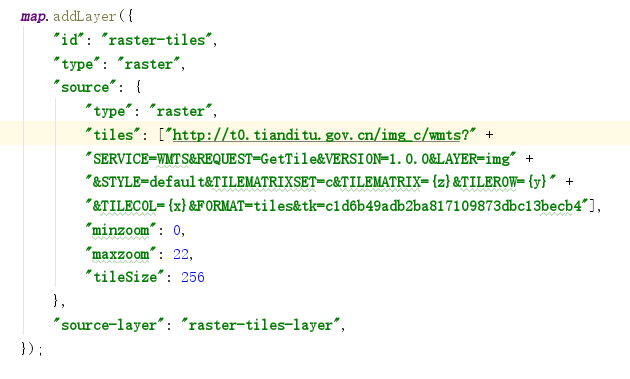 map.addLayer({
"id": "raster-tiles",
"type": "raster",
"source": {
"type": "raster",
"tiles": ["http://t0.tianditu.gov.cn/img_c/wmts?" +
"SERVICE=WMTS&REQUEST=GetTile&VERSION=1.0.0&LAYER=img" +
"&STYLE=default&TILEMATRIXSET=c&TILEMATRIX={z}&TILEROW={y}" +
"&TILECOL={x}&FORMAT=tiles&tk=c1d6b49adb2ba817109873dbc13becb4"],
"minzoom": 0,
"maxzoom": 22,
"tileSize": 256
},
"source-layer": "raster-tiles-layer",
});